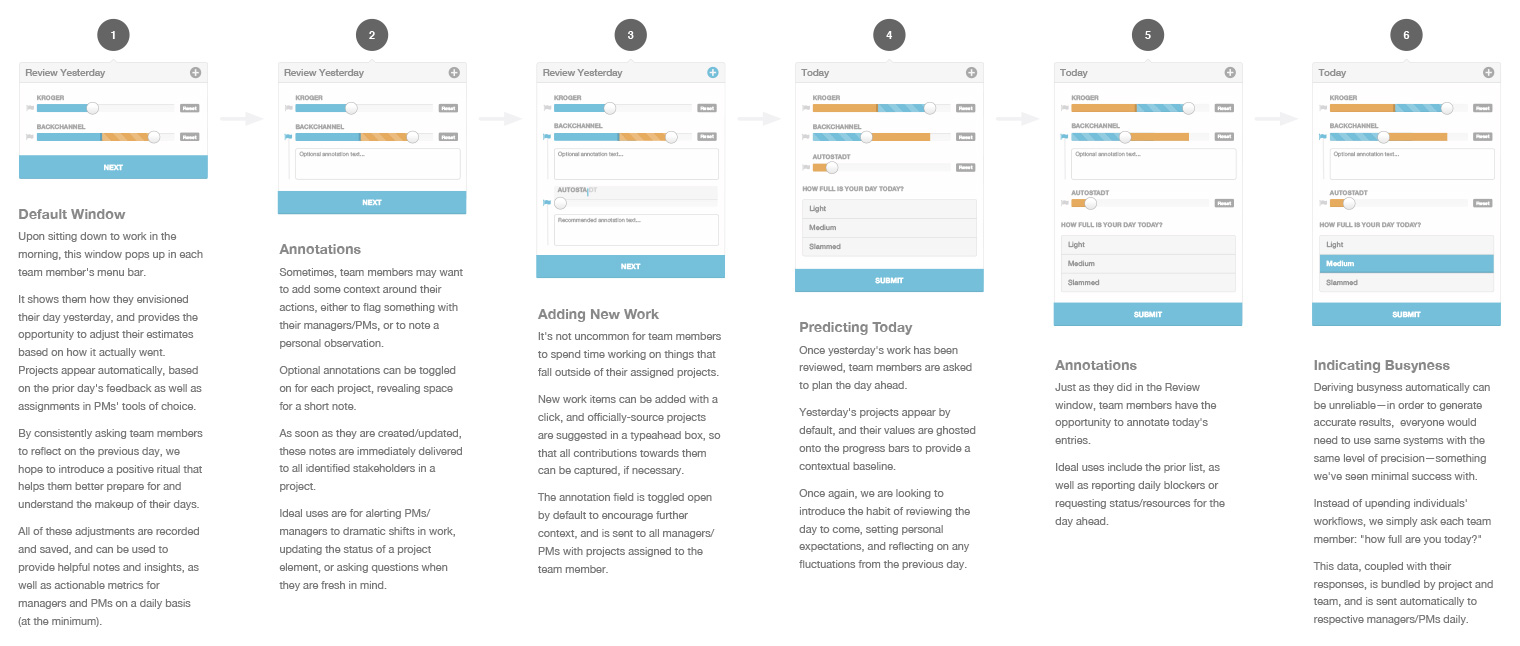 1
Review Yesterday
KROGER
Reset
BACKCHANNEL
Reset
NEXT
Default Window
Upon sitting down to work in the
morning, this window pops up in each
team member's menu bar.
It shows them how they envisioned
their day yesterday, and provides the
opportunity to adjust their estimates
based on how it actually went.
Projects appear automatically, based
on the prior day's feedback as well as
assignments in PMs' tools of choice.
By consistently asking team members
to reflect on the previous day, we
hope to introduce a positive ritual that
helps them better prepare for and
understand the makeup of their days.
All of these adjustments are recorded
and saved, and can be used to
provide helpful notes and insights, as
well as actionable metrics for
managers and PMs on a daily basis
(at the minimum).
2
Review Yesterday
KROGER
Reset
BACKCHANNEL
Reset
Optional annotation text...
NEXT
Annotations
Sometimes, team members may want
to add some context around their
actions, either to flag something with
their managers/PMs, or to note a
personal observation.
Optional annotations can be toggled
on for each project, revealing space
for a short note.
As soon as they are created/updated,
these notes are immediately delivered
to all identified stakeholders in a
project.
Ideal uses are for alerting PMs/
managers to dramatic shifts in work,
updating the status of a project
element, or asking questions when
they are fresh in mind.
3
Review Yesterday
KROGER
Reset
BACKCHANNEL
Reset
Optional annotation text...
AUTOSTADT
Recommended annotation text...
NEXT
Adding New Work
It's not uncommon for team members
to spend time working on things that
fall outside of their assigned projects.
New work items can be added with a
click, and officially-source projects
are suggested in a typeahead box, so
that all contributions towards them
can be captured, if necessary.
The annotation field is toggled open
by default to encourage further
context, and is sent to all managers/
PMs with projects assigned to the
team member.
4
Today
KROGER
Reset
BACKCHANNEL
Reset
AUTOSTADT
Reset
HOW FULL IS YOUR DAY TODAY?
Light
Medium
Slammed
SUBMIT
Predicting Today
Once yesterday's work has been
reviewed, team members are asked
to plan the day ahead.
Yesterday's projects appear by
default, and their values are ghosted
onto the progress bars to provide a
contextual baseline.
Once again, we are looking to
introduce the habit of reviewing the
day to come, setting personal
expectations, and reflecting on any
fluctuations from the previous day.
5
Today
KROGER
Reset
BACKCHANNEL
Reset
Optional annotation text...
AUTOSTADT
Reset
HOW FULL IS YOUR DAY TODAY?
Light
Medium
Slammed
SUBMIT
Annotations
Just as they did in the Review
window, team members have the
opportunity to annotate today's
entries.
Ideal uses include the prior list, as
well as reporting daily blockers or
requesting status/resources for the
day ahead.
6
Today
KROGER
Reset
BACKCHANNEL
Reset
Optional annotation text...
AUTOSTADT
Reset
HOW FULL IS YOUR DAY TODAY?
Light
Medium
Slammed
SUBMIT
Indicating Busyness
Deriving busyness automatically can
be unreliable—in order to generate
accurate results, everyone would
need to use same systems with the
same level of precision—something
we've seen minimal success with.
Instead of upending individuals'
workflows, we simply ask each team
member: "how full are you today?"
This data, coupled with their
responses, is bundled by project and
team, and is sent automatically to
respective managers/PMs daily.